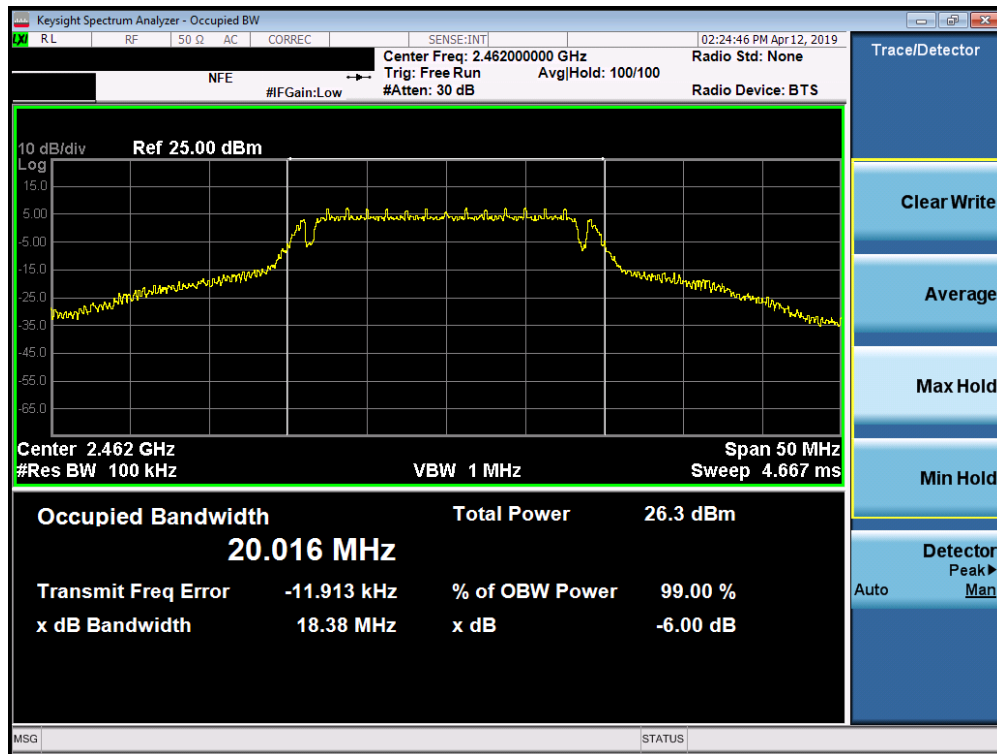 Keysight Spectrum Analyzer - Occupied BW
LXI RL RF 50 Ω AC CORREC SENSE:INT 02:24:46 PM Apr 12, 2019
Center Freq: 2.462000000 GHz Radio Std: None
NFE Trig: Free Run Avg|Hold: 100/100
#IFGain:Low #Atten: 30 dB Radio Device: BTS
10 dB/div Ref 25.00 dBm
Log
15.0
5.00
-5.00
-15.0
-25.0
-35.0
-45.0
-55.0
-65.0
Center 2.462 GHz Span 50 MHz
#Res BW 100 kHz VBW 1 MHz Sweep 4.667 ms
Occupied Bandwidth Total Power 26.3 dBm
20.016 MHz
Transmit Freq Error -11.913 kHz % of OBW Power 99.00 %
x dB Bandwidth 18.38 MHz x dB -6.00 dB
MSG STATUS
Trace/Detector
Clear Write
Average
Max Hold
Min Hold
Detector
Peak▶
Auto Man